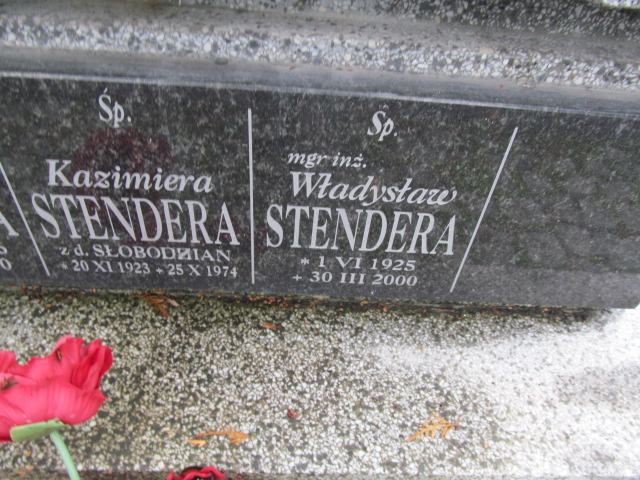 Śp.
Kazimiera
STENDERA
z d. SŁOBODZIAN
* 20 XI 1923 + 25 X 1974
Śp.
mgr inż.
Władysław
STENDERA
* 1 VI 1925
+ 30 III 2000